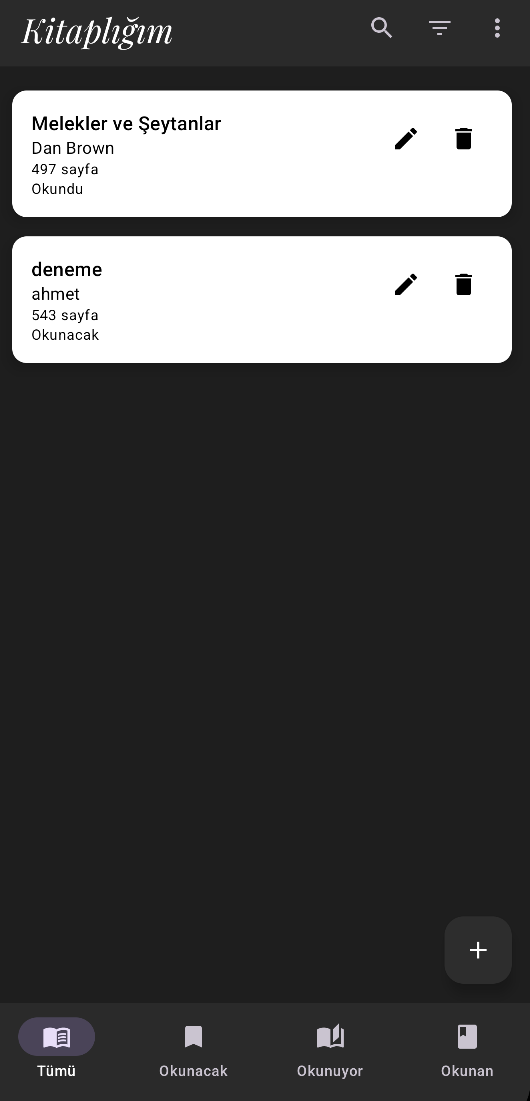 Kitaplığım
Melekler ve Şeytanlar
Dan Brown
497 sayfa
Okundu
deneme
ahmet
543 sayfa
Okunacak
Tümü
Okunacak
Okunuyor
Okunan